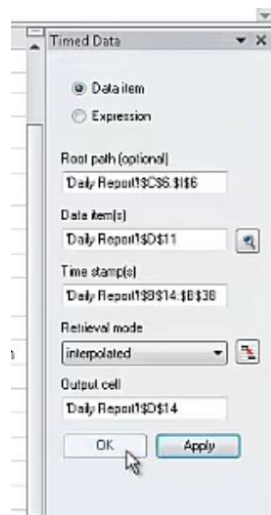 Timed Data
Data item
Expression
Root path (optional)
'Daily Report'!$C$6:$I$6
Data item(s)
'Daily Report'!$D$11
Time stamp(s)
'Daily Report'!$B$14:$B$38
Retrieval mode
interpolated
Output cell
'Daily Report'!$D$14
OK
Apply